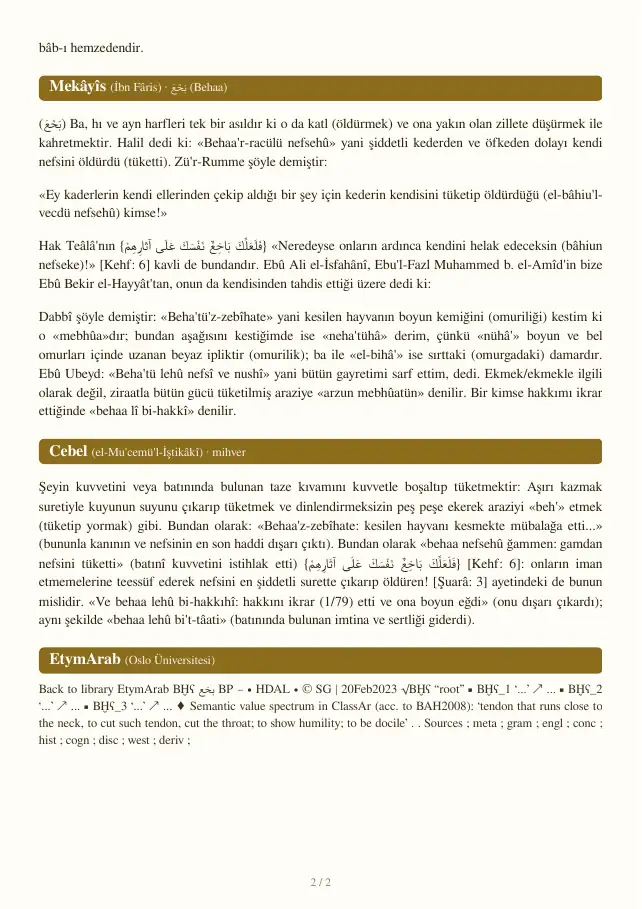 bâb-ı hemzedendir.
Mekâyîs (İbn Fâris) · بَخَعَ (Behaa)
(بَخَعَ) Ba, hı ve ayn harfleri tek bir asıldır ki o da katl (öldürmek) ve ona yakın olan zillete düşürmek ile
kahretmektir. Halil dedi ki: «Behaa'r-racülü nefsehû» yani şiddetli kederden ve öfkeden dolayı kendi
nefsini öldürdü (tüketti). Zü'r-Rumme şöyle demiştir:
«Ey kaderlerin kendi ellerinden çekip aldığı bir şey için kederin kendisini tüketip öldürdüğü (el-bâhiu'l-
vecdü nefsehû) kimse!»
Hak Teâlâ'nın {فَلَعَلَّكَ بَاخِعٌ نَفْسَكَ عَلَى آثَارِهِمْ} «Neredeyse onların ardınca kendini helak edeceksin (bâhiun
nefseke)!» [Kehf: 6] kavli de bundandır. Ebû Ali el-İsfahânî, Ebu'l-Fazl Muhammed b. el-Amîd'in bize
Ebû Bekir el-Hayyât'tan, onun da kendisinden tahdis ettiği üzere dedi ki:
Dabbî şöyle demiştir: «Beha'tü'z-zebîhate» yani kesilen hayvanın boyun kemiğini (omuriliği) kestim ki
o «mebhûa»dır; bundan aşağısını kestiğimde ise «neha'tühâ» derim, çünkü «nühâ'» boyun ve bel
omurları içinde uzanan beyaz ipliktir (omurilik); ba ile «el-bihâ'» ise sırttaki (omurgadaki) damardır.
Ebû Ubeyd: «Beha'tü lehû nefsî ve nushî» yani bütün gayretimi sarf ettim, dedi. Ekmek/ekmekle ilgili
olarak değil, ziraatla bütün gücü tüketilmiş araziye «arzun mebhûatün» denilir. Bir kimse hakkımı ikrar
ettiğinde «behaa lî bi-hakkî» denilir.
Cebel (el-Mu'cemü'l-İştikâkî) · mihver
Şeyin kuvvetini veya batınında bulunan taze kıvamını kuvvetle boşaltıp tüketmektir: Aşırı kazmak
suretiyle kuyunun suyunu çıkarıp tüketmek ve dinlendirmeksizin peş peşe ekerek araziyi «beh'» etmek
(tüketip yormak) gibi. Bundan olarak: «Behaa'z-zebîhate: kesilen hayvanı kesmekte mübalağa etti...»
(bununla kanının ve nefsinin en son haddi dışarı çıktı). Bundan olarak «behaa nefsehû ğammen: gamdan
nefsini tüketti» (batınî kuvvetini istihlak etti) {فَلَعَلَّكَ بَاخِعٌ نَفْسَكَ عَلَى آثَارِهِمْ} [Kehf: 6]: onların iman
etmemelerine teessüf ederek nefsini en şiddetli surette çıkarıp öldüren! [Şuarâ: 3] ayetindeki de bunun
mislidir. «Ve behaa lehû bi-hakkıhî: hakkını ikrar (1/79) etti ve ona boyun eğdi» (onu dışarı çıkardı);
aynı şekilde «behaa lehû bi't-tâati» (batınında bulunan imtina ve sertliği giderdi).
EtymArab (Oslo Üniversitesi)
Back to library EtymArab BḪʕ بخع BP – • HDAL • © SG | 20Feb2023 √BḪʕ “root” ▪ BḪʕ_1 ‘...’ ↗ ... ▪ BḪʕ_2
‘...’ ↗ ... ▪ BḪʕ_3 ‘...’ ↗ ... ♦ Semantic value spectrum in ClassAr (acc. to BAH2008): ‘tendon that runs close to
the neck, to cut such tendon, cut the throat; to show humility; to be docile’ . . Sources ; meta ; gram ; engl ; conc ;
hist ; cogn ; disc ; west ; deriv ;
2 / 2